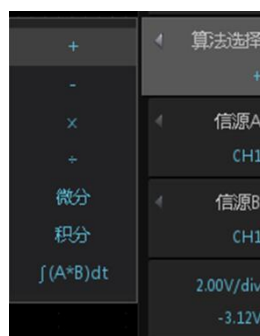 +
-
×
÷
微分
积分
∫(A*B)dt
算法选择
+
信源A
CH1
信源B
CH1
2.00V/div
-3.12V